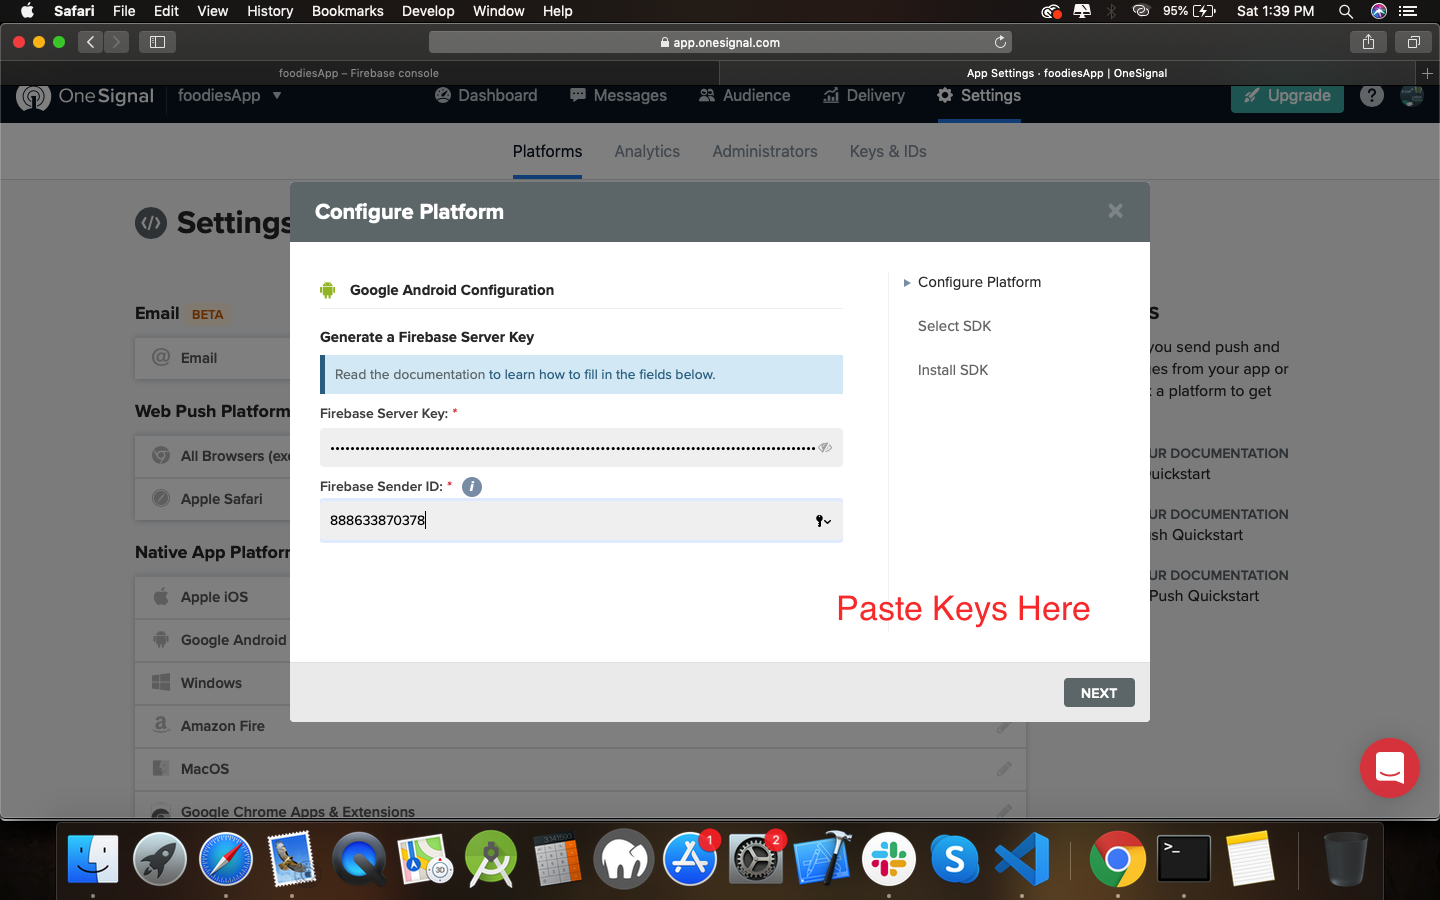 Safari File Edit View History Bookmarks Develop Window Help 95% Sat 1:39 PM
app.onesignal.com
foodiesApp – Firebase console
App Settings · foodiesApp | OneSignal
OneSignal foodiesApp Dashboard Messages Audience Delivery Settings Upgrade ?
Platforms Analytics Administrators Keys & IDs
Settings
Configure Platform
Google Android Configuration
Generate a Firebase Server Key
Read the documentation to learn how to fill in the fields below.
Firebase Server Key: *
Firebase Sender ID: * i
888633870378
Configure Platform
Select SDK
Install SDK
Paste Keys Here
NEXT
Email BETA
@ Email
Web Push Platform
All Browsers (exc
Apple Safari
Native App Platform
Apple iOS
Google Android
Windows
Amazon Fire
MacOS
Google Chrome Apps & Extensions
s
you send push and
es from your app or
a platform to get
UR DOCUMENTATION
uickstart
UR DOCUMENTATION
sh Quickstart
UR DOCUMENTATION
Push Quickstart
3D
1
2
S
>_